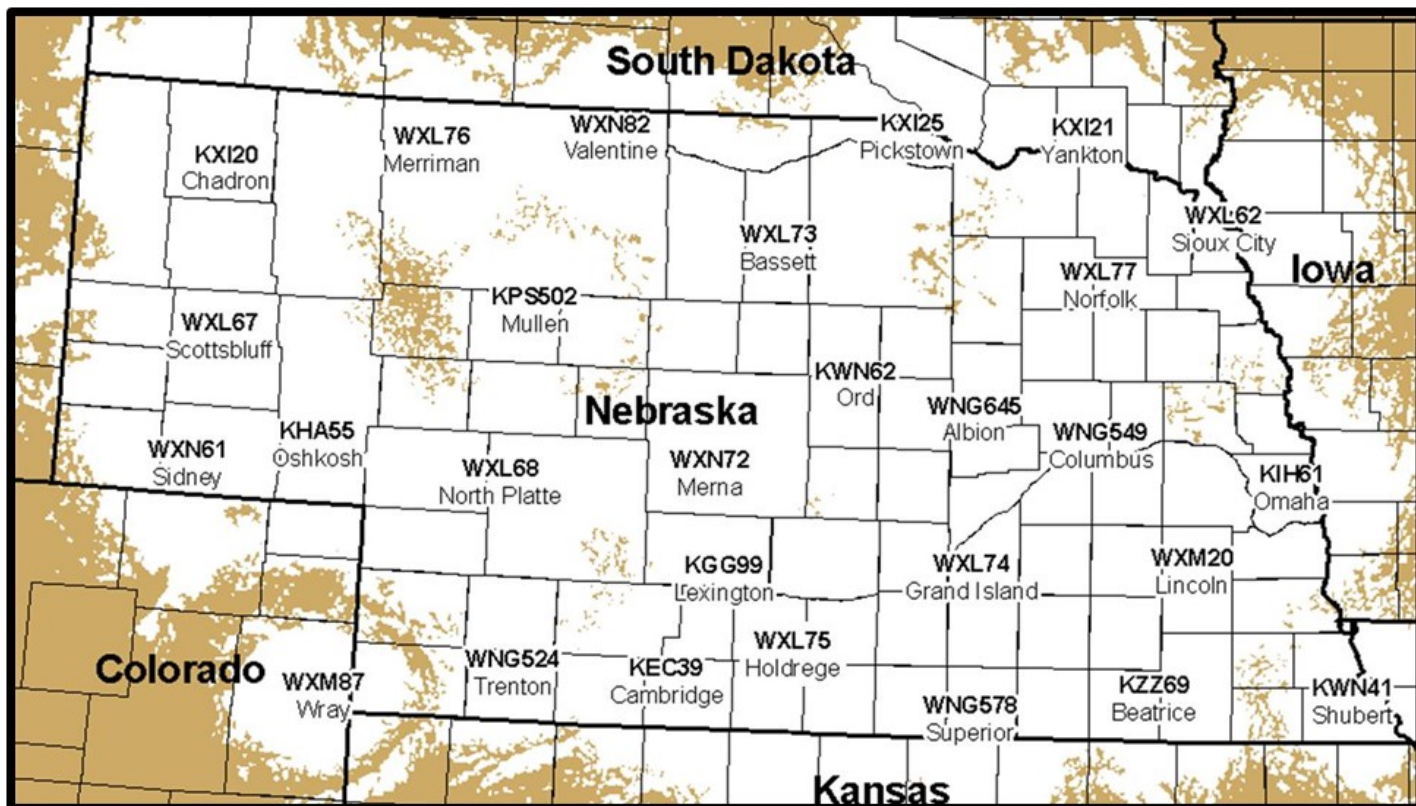 South Dakota
WXN82
Valentine
WXL76
Merriman
KXI25
Pickstown
KXI21
Yankton
KXI20
Chadron
WXL62
Sioux City
WXL73
Bassett
WXL77
Norfolk
Iowa
KPS502
Mullen
WXL67
Scottsbluff
KWN62
Ord
Nebraska
WNG645
Albion
KHA55
Oshkosh
WNG549
Columbus
WXN61
Sidney
WXL68
North Platte
WXN72
Merna
KIH61
Omaha
KGG99
Lexington
WXL74
Grand Island
WXM20
Lincoln
WXL75
Holdrege
WNG524
Trenton
KEC39
Cambridge
Colorado
WXM87
Wray
KZZ69
Beatrice
KWN41
Shubert
WNG578
Superior
Kansas